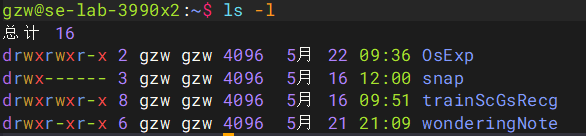 gzw@se-lab-3990x2:~$ ls -l
总计 16
drwxrwxr-x 2 gzw gzw 4096  5月 22 09:36 OsExp
drwx------ 3 gzw gzw 4096  5月 16 12:00 snap
drwxrwxr-x 8 gzw gzw 4096  5月 16 09:51 trainScGsRecg
drwxr-xr-x 6 gzw gzw 4096  5月 21 21:09 wonderingNote